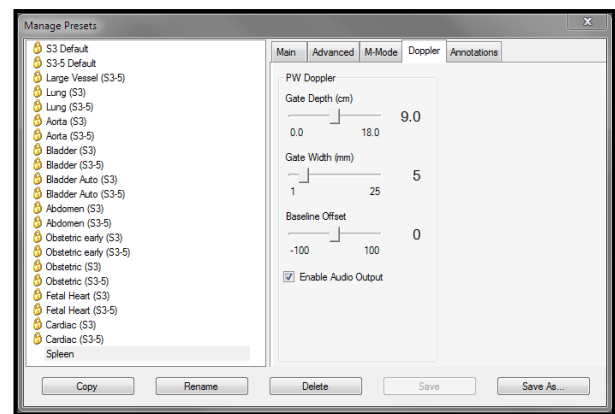 Manage Presets
x
S3 Default
S3-5 Default
Large Vessel (S3-5)
Lung (S3)
Lung (S3-5)
Aorta (S3)
Aorta (S3-5)
Bladder (S3)
Bladder (S3-5)
Bladder Auto (S3)
Bladder Auto (S3-5)
Abdomen (S3)
Abdomen (S3-5)
Obstetric early (S3)
Obstetric early (S3-5)
Obstetric (S3)
Obstetric (S3-5)
Fetal Heart (S3)
Fetal Heart (S3-5)
Cardiac (S3)
Cardiac (S3-5)
Spleen
Main Advanced M-Mode Doppler Annotations
PW Doppler
Gate Depth (cm)
9.0
0.0 18.0
Gate Width (mm)
5
1 25
Baseline Offset
0
-100 100
Enable Audio Output
Copy Rename Delete Save Save As...